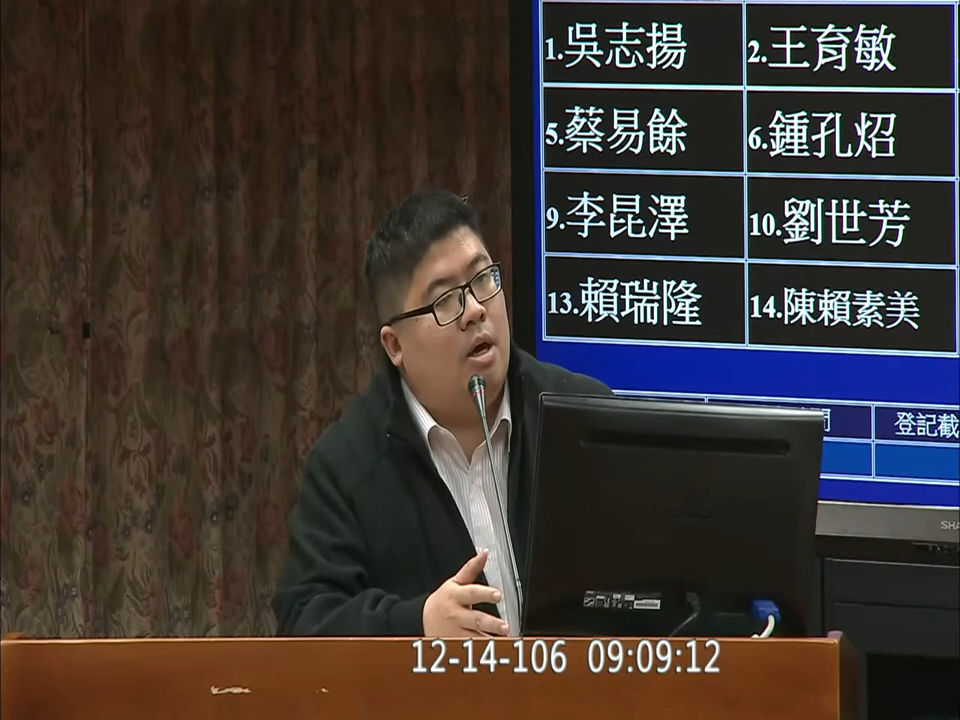 1.吳志揚 2.王育敏
5.蔡易餘 6.鍾孔炤
9.李昆澤 10.劉世芳
13.賴瑞隆 14.陳賴素美
登記截
SHA
12-14-106 09:09:12